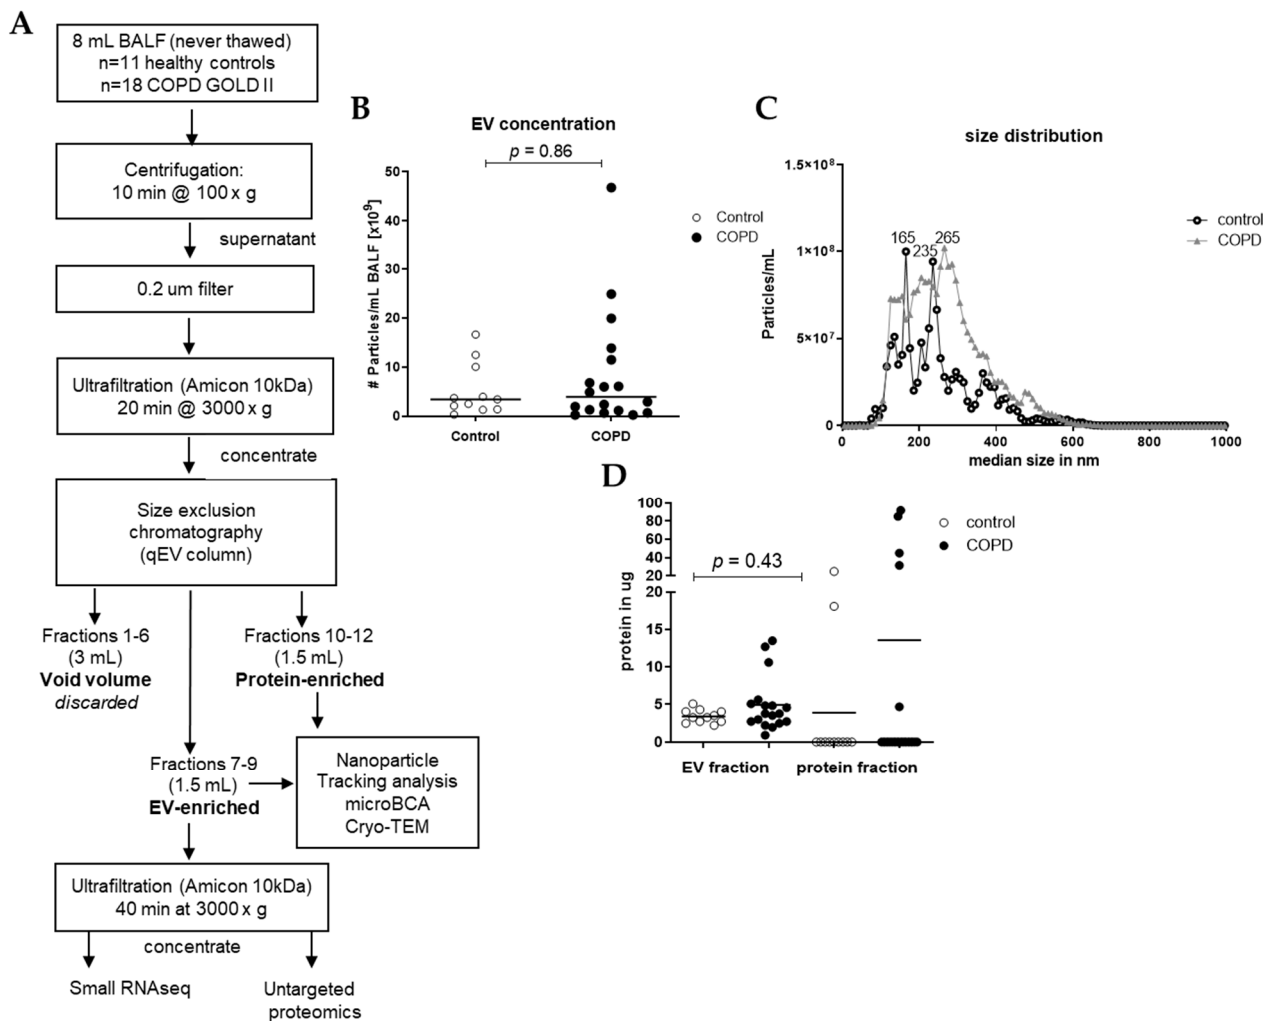 A
8 mL BALF (never thawed)
n=11 healthy controls
n=18 COPD GOLD II
Centrifugation:
10 min @ 100 x g
supernatant
0.2 um filter
Ultrafiltration (Amicon 10kDa)
20 min @ 3000 x g
concentrate
Size exclusion
chromatography
(qEV column)
Fractions 1-6
(3 mL)
Void volume
discarded
Fractions 10-12
(1.5 mL)
Protein-enriched
Fractions 7-9
(1.5 mL)
EV-enriched
Nanoparticle
Tracking analysis
microBCA
Cryo-TEM
Ultrafiltration (Amicon 10kDa)
40 min at 3000 x g
concentrate
Small RNAseq
Untargeted
proteomics
B
EV concentration
p = 0.86
# Particles/mL BALF [x10⁹]
50
40
30
20
10
0
Control
COPD
Control
COPD
C
size distribution
Particles/mL
1.5×10⁸
1×10⁸
5×10⁷
0
165
235
265
0
200
400
600
800
1000
median size in nm
control
COPD
D
protein in ug
100
80
60
40
20
20
15
10
5
0
p = 0.43
EV fraction
protein fraction
control
COPD